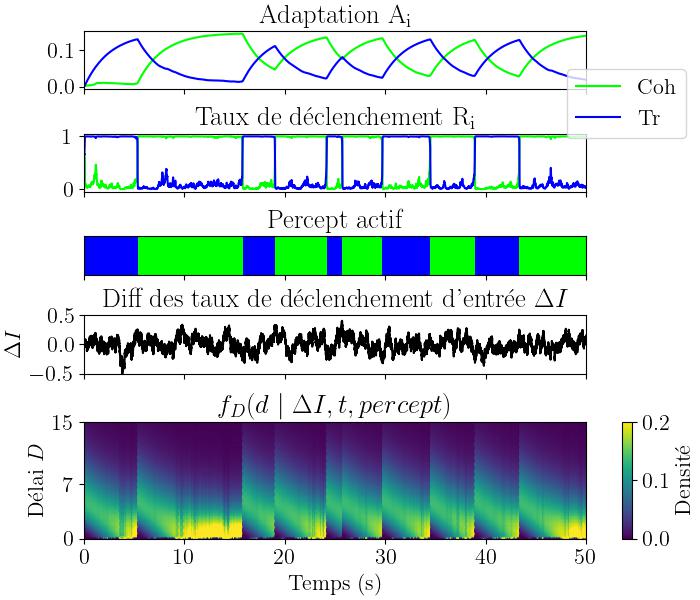 Adaptation Ai
0.1
0.0
Coh
Tr
Taux de déclenchement Ri
1
0
Percept actif
Diff des taux de déclenchement d'entrée ΔI
ΔI
0.5
0.0
−0.5
fD(d | ΔI, t, percept)
Délai D
15
7
0
0 10 20 30 40 50
Temps (s)
0.2
0.1
0.0
Densité